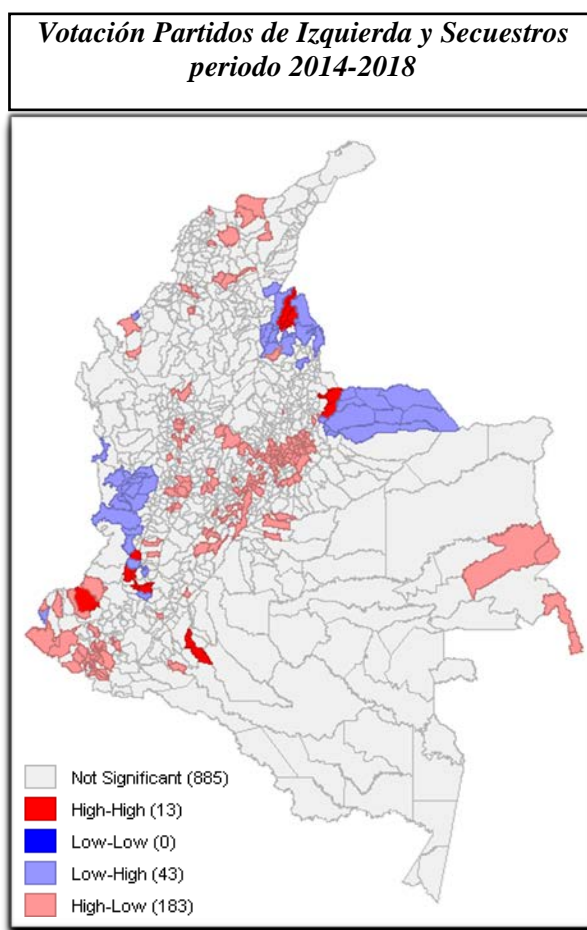 Votación Partidos de Izquierda y Secuestros
periodo 2014-2018
Not Significant (885)
High-High (13)
Low-Low (0)
Low-High (43)
High-Low (183)